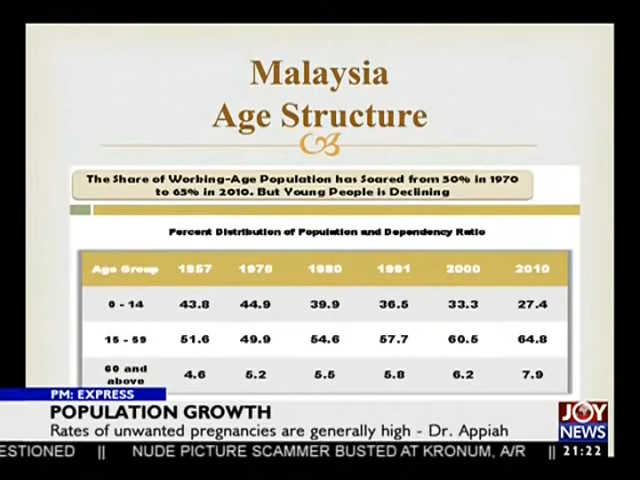 Malaysia
Age Structure
The Share of Working-Age Population has Soared from 50% in 1970
to 65% in 2010. But Young People is Declining
Percent Distribution of Population and Dependency Ratio
Age Group 1957 1970 1980 1991 2000 2010
0 - 14 43.8 44.9 39.9 36.5 33.3 27.4
15 - 59 51.6 49.9 54.6 57.7 60.5 64.8
60 and
above 4.6 5.2 5.5 5.8 6.2 7.9
PM: EXPRESS
POPULATION GROWTH
Rates of unwanted pregnancies are generally high - Dr. Appiah
JOY
NEWS
ESTIONED || NUDE PICTURE SCAMMER BUSTED AT KRONUM, A/R || 21:22